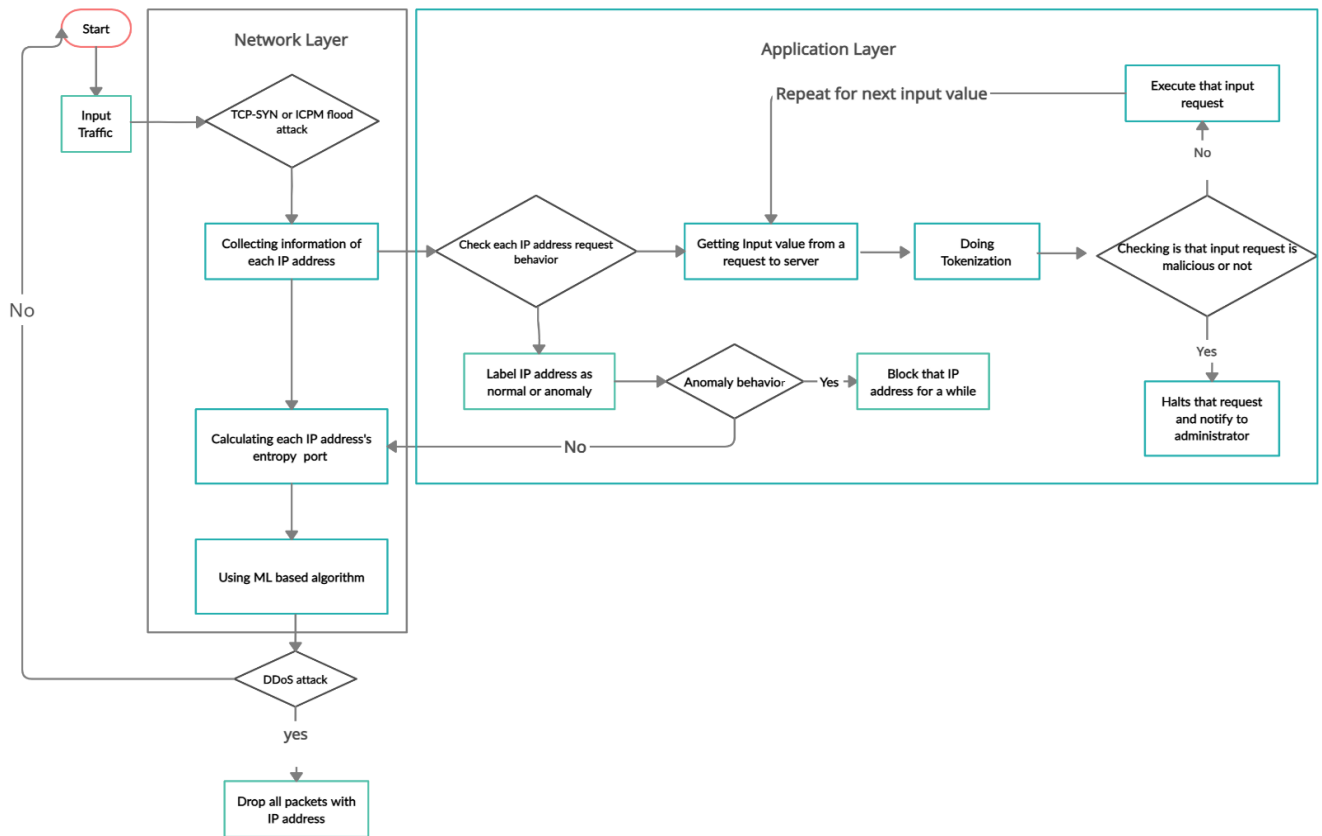 Start
Network Layer
Application Layer
Input
Traffic
TCP-SYN or ICPM flood
attack
Execute that input
request
Repeat for next input value
No
Collecting information of
each IP address
Check each IP address request
behavior
Getting Input value from a
request to server
Doing
Tokenization
Checking is that input request is
malicious or not
No
Yes
Label IP address as
normal or anomaly
Anomaly behavior
Yes
Block that IP
address for a while
Halts that request
and notify to
administrator
Calculating each IP address's
entropy port
No
Using ML based algorithm
DDoS attack
yes
Drop all packets with
IP address